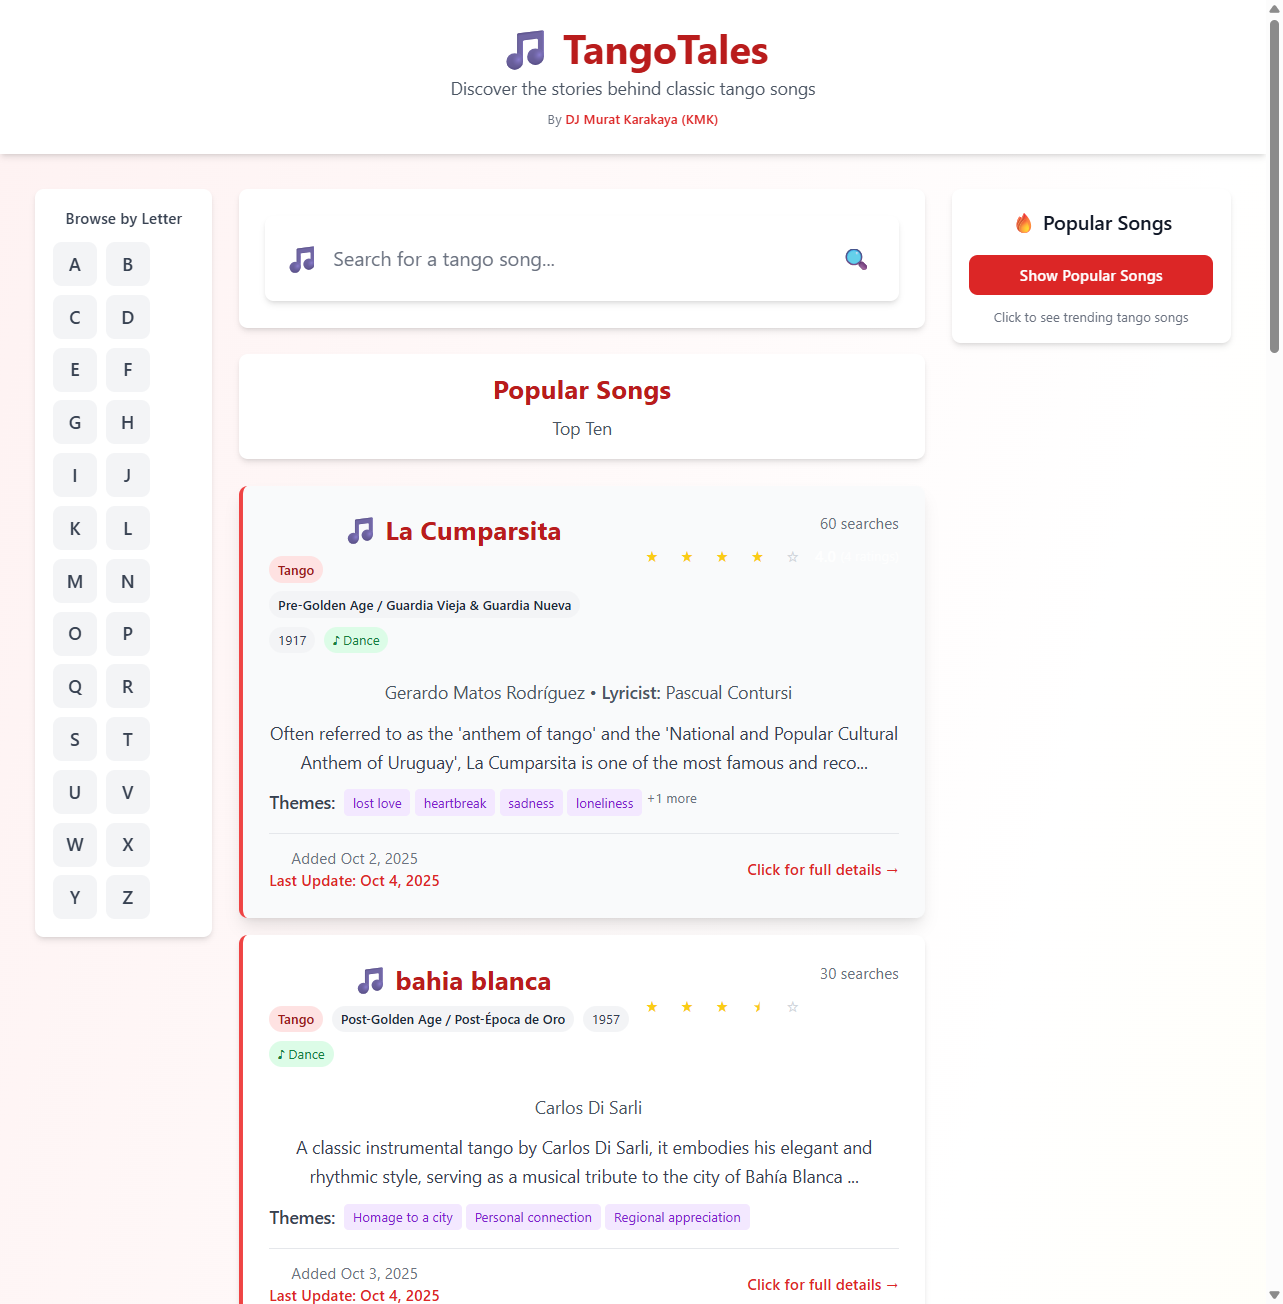 TangoTales
Discover the stories behind classic tango songs
By DJ Murat Karakaya (KMK)
Browse by Letter
A B
C D
E F
G H
I J
K L
M N
O P
Q R
S T
U V
W X
Y Z
Search for a tango song...
Popular Songs
Top Ten
La Cumparsita
60 searches
Tango
Pre-Golden Age / Guardia Vieja & Guardia Nueva
1917 ♪ Dance
Gerardo Matos Rodríguez • Lyricist: Pascual Contursi
Often referred to as the 'anthem of tango' and the 'National and Popular Cultural
Anthem of Uruguay', La Cumparsita is one of the most famous and reco...
Themes: lost love heartbreak sadness loneliness +1 more
Added Oct 2, 2025
Last Update: Oct 4, 2025
Click for full details →
bahia blanca
30 searches
Tango Post-Golden Age / Post-Época de Oro 1957
♪ Dance
Carlos Di Sarli
A classic instrumental tango by Carlos Di Sarli, it embodies his elegant and
rhythmic style, serving as a musical tribute to the city of Bahía Blanca ...
Themes: Homage to a city Personal connection Regional appreciation
Added Oct 3, 2025
Last Update: Oct 4, 2025
Click for full details →
Popular Songs
Show Popular Songs
Click to see trending tango songs